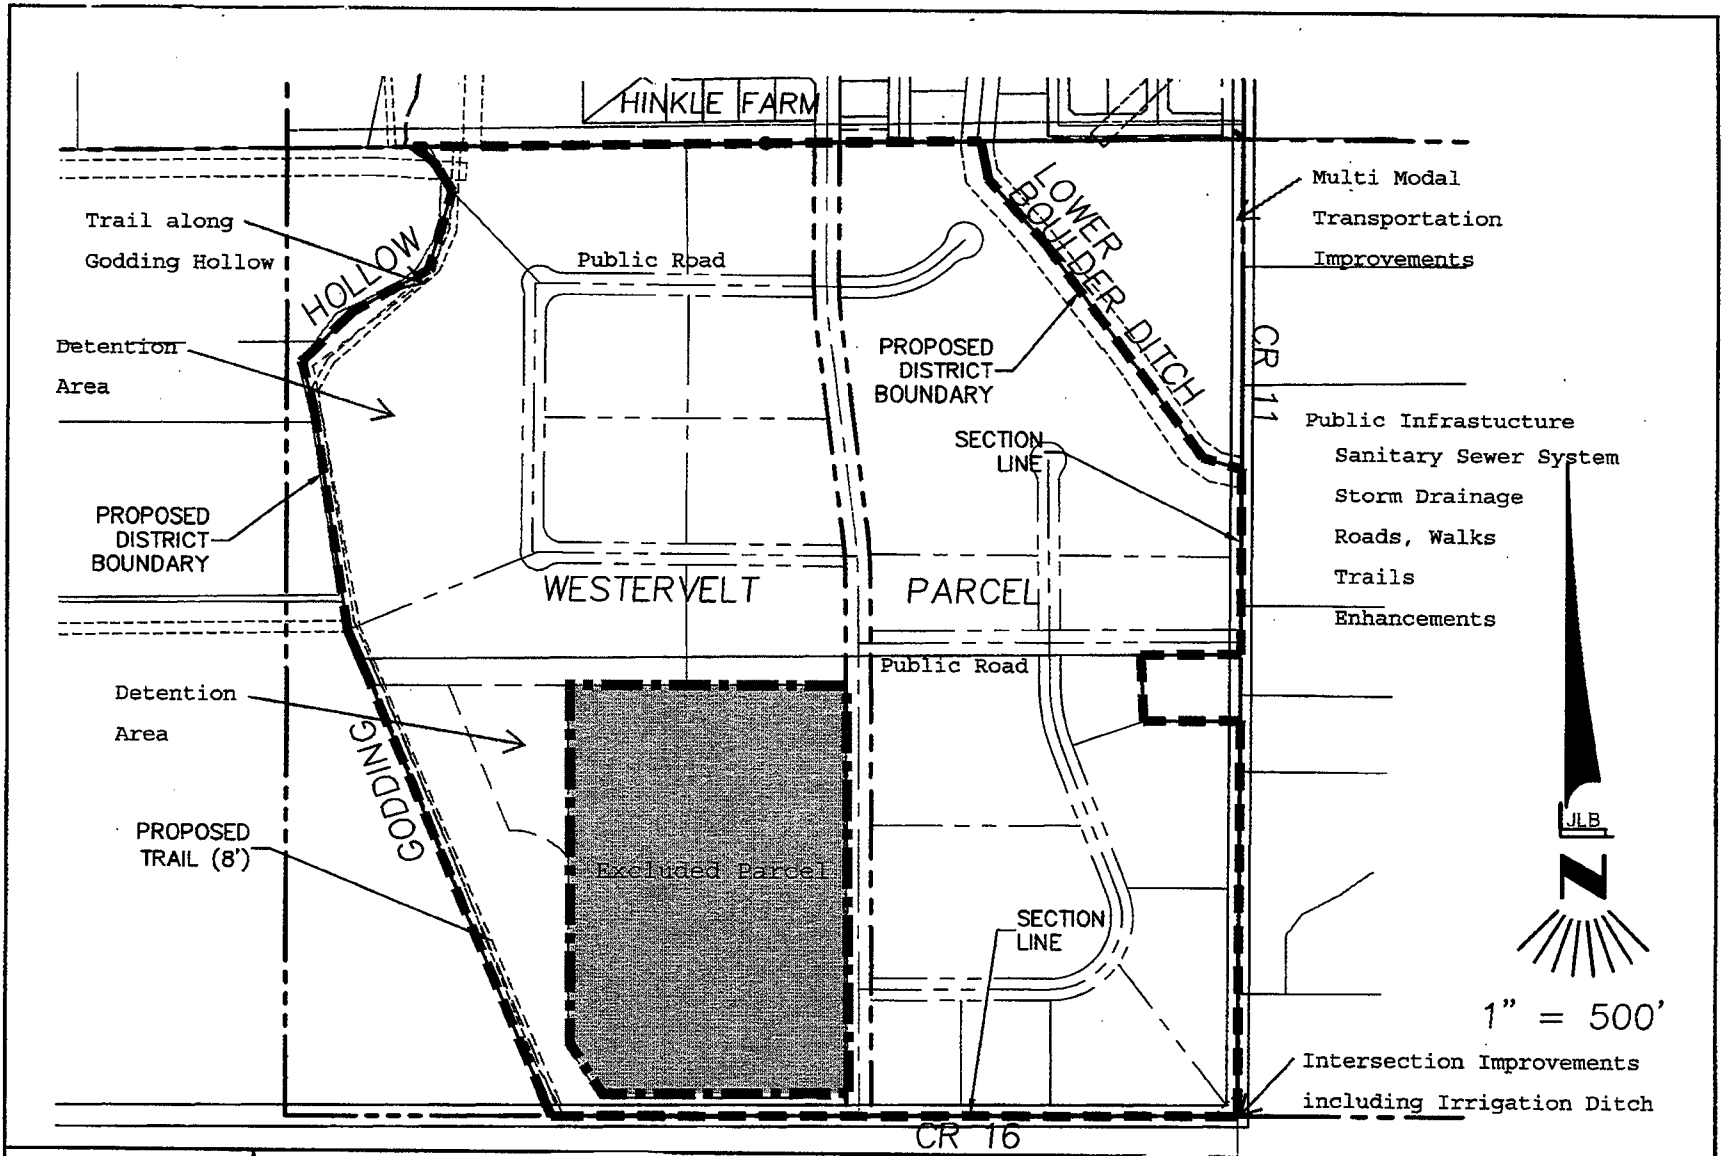 HINKLE FARM
Multi Modal
Transportation
Improvements
Trail along
Godding Hollow
HOLLOW
Public Road
LOWER
BOULDER DITCH
Detention
Area
PROPOSED
DISTRICT
BOUNDARY
CR 11
Public Infrastucture
Sanitary Sewer System
Storm Drainage
Roads, Walks
Trails
Enhancements
SECTION
LINE
PROPOSED
DISTRICT
BOUNDARY
WESTERVELT PARCEL
Public Road
Detention
Area
GODDING
PROPOSED
TRAIL (8')
Excluded Parcel
SECTION
LINE
JLB
N
1" = 500'
Intersection Improvements
including Irrigation Ditch
CR 16